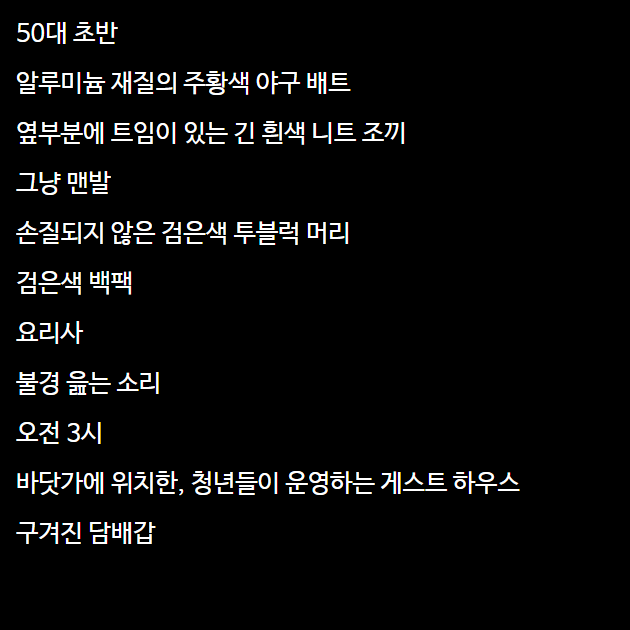 50대 초반
알루미늄 재질의 주황색 야구 배트
옆부분에 트임이 있는 긴 흰색 니트 조끼
그냥 맨발
손질되지 않은 검은색 투블럭 머리
검은색 백팩
요리사
불경 읊는 소리
오전 3시
바닷가에 위치한, 청년들이 운영하는 게스트 하우스
구겨진 담배갑